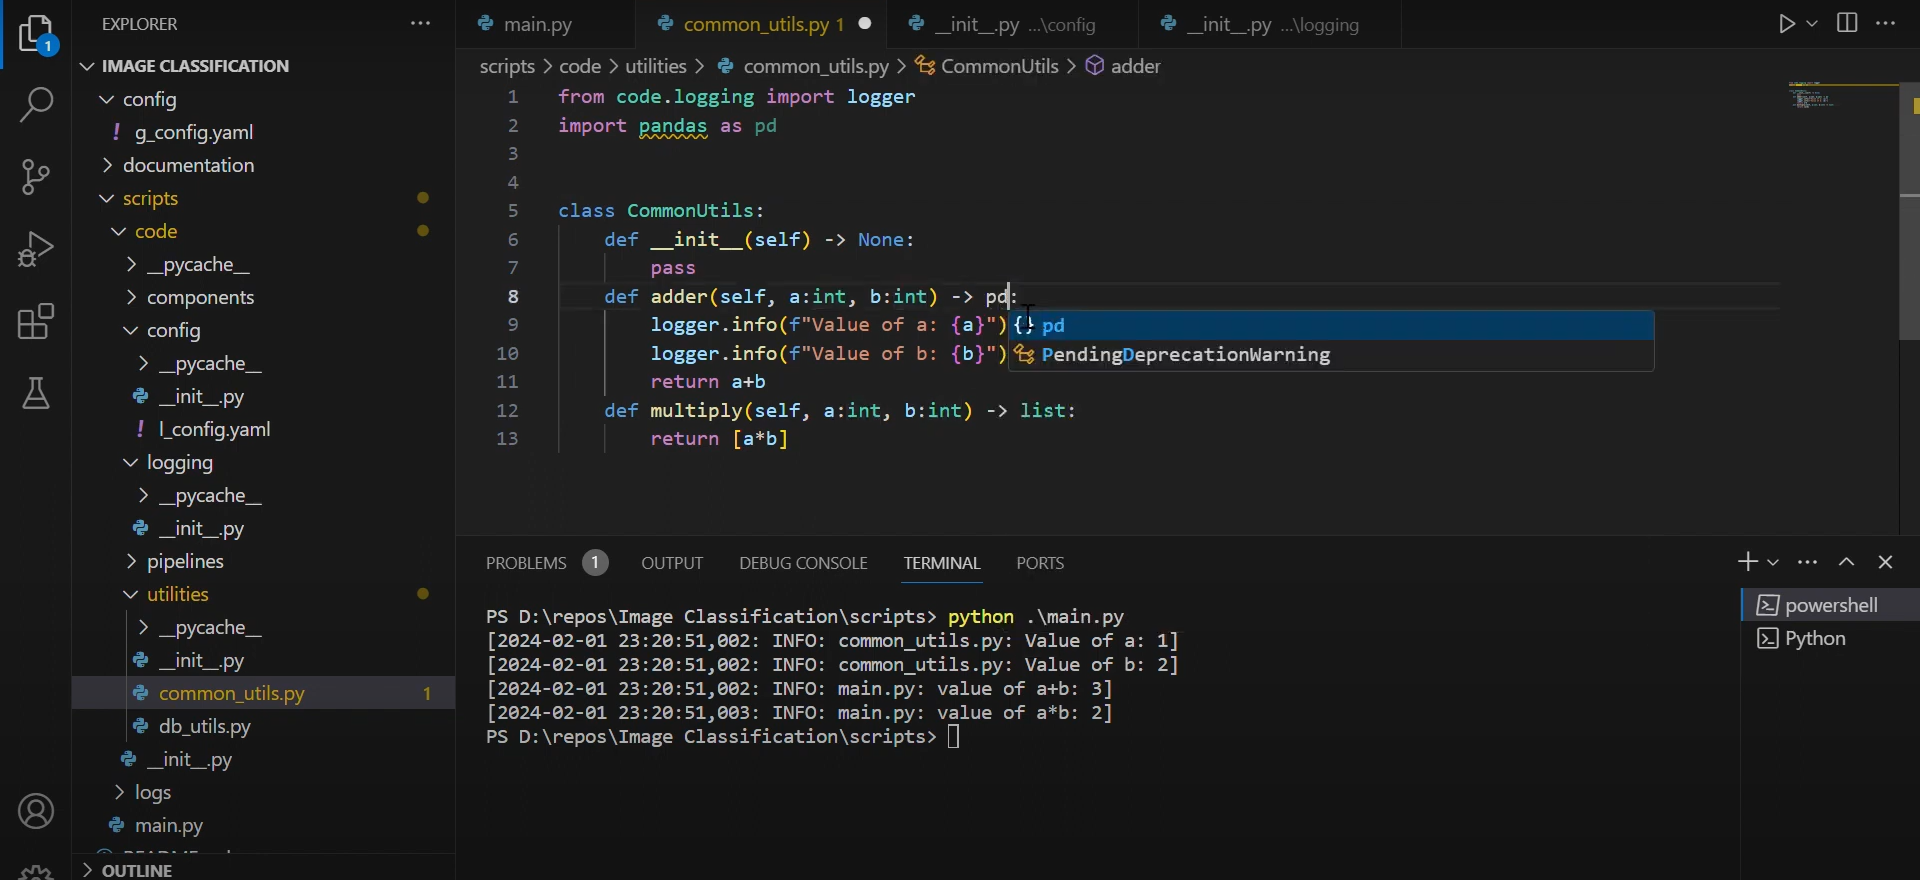 EXPLORER
1
IMAGE CLASSIFICATION
config
! g_config.yaml
documentation
scripts
code
__pycache__
components
config
__pycache__
__init__.py
! l_config.yaml
logging
__pycache__
__init__.py
pipelines
utilities
__pycache__
__init__.py
common_utils.py 1
db_utils.py
__init__.py
logs
main.py
OUTLINE
main.py
common_utils.py 1
__init__.py ...\config
__init__.py ...\logging
scripts > code > utilities > common_utils.py > CommonUtils > adder
1 from code.logging import logger
2 import pandas as pd
3
4
5 class CommonUtils:
6 def __init__(self) -> None:
7 pass
8 def adder(self, a:int, b:int) -> pd:
9 logger.info(f"Value of a: {a}")
10 logger.info(f"Value of b: {b}")
11 return a+b
12 def multiply(self, a:int, b:int) -> list:
13 return [a*b]
{} pd
PendingDeprecationWarning
PROBLEMS 1 OUTPUT DEBUG CONSOLE TERMINAL PORTS
PS D:\repos\Image Classification\scripts> python .\main.py
[2024-02-01 23:20:51,002: INFO: common_utils.py: Value of a: 1]
[2024-02-01 23:20:51,002: INFO: common_utils.py: Value of b: 2]
[2024-02-01 23:20:51,002: INFO: main.py: value of a+b: 3]
[2024-02-01 23:20:51,003: INFO: main.py: value of a*b: 2]
PS D:\repos\Image Classification\scripts>
powershell
Python